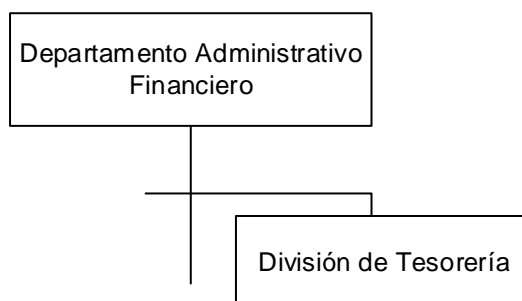 Departamento Administrativo
Financiero
División de Tesorería